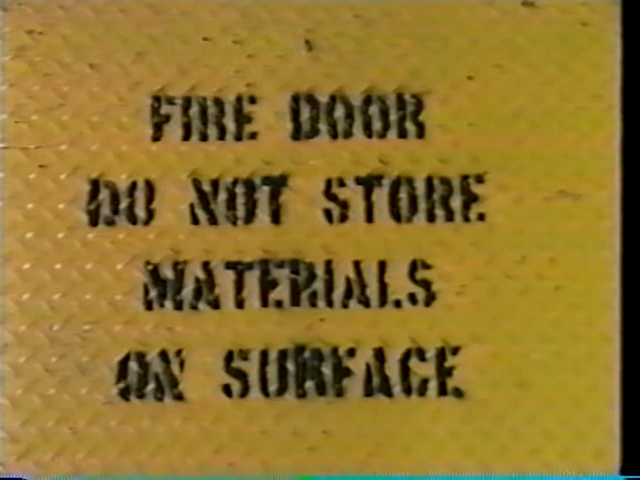 FIRE DOOR
DO NOT STORE
MATERIALS
ON SURFACE